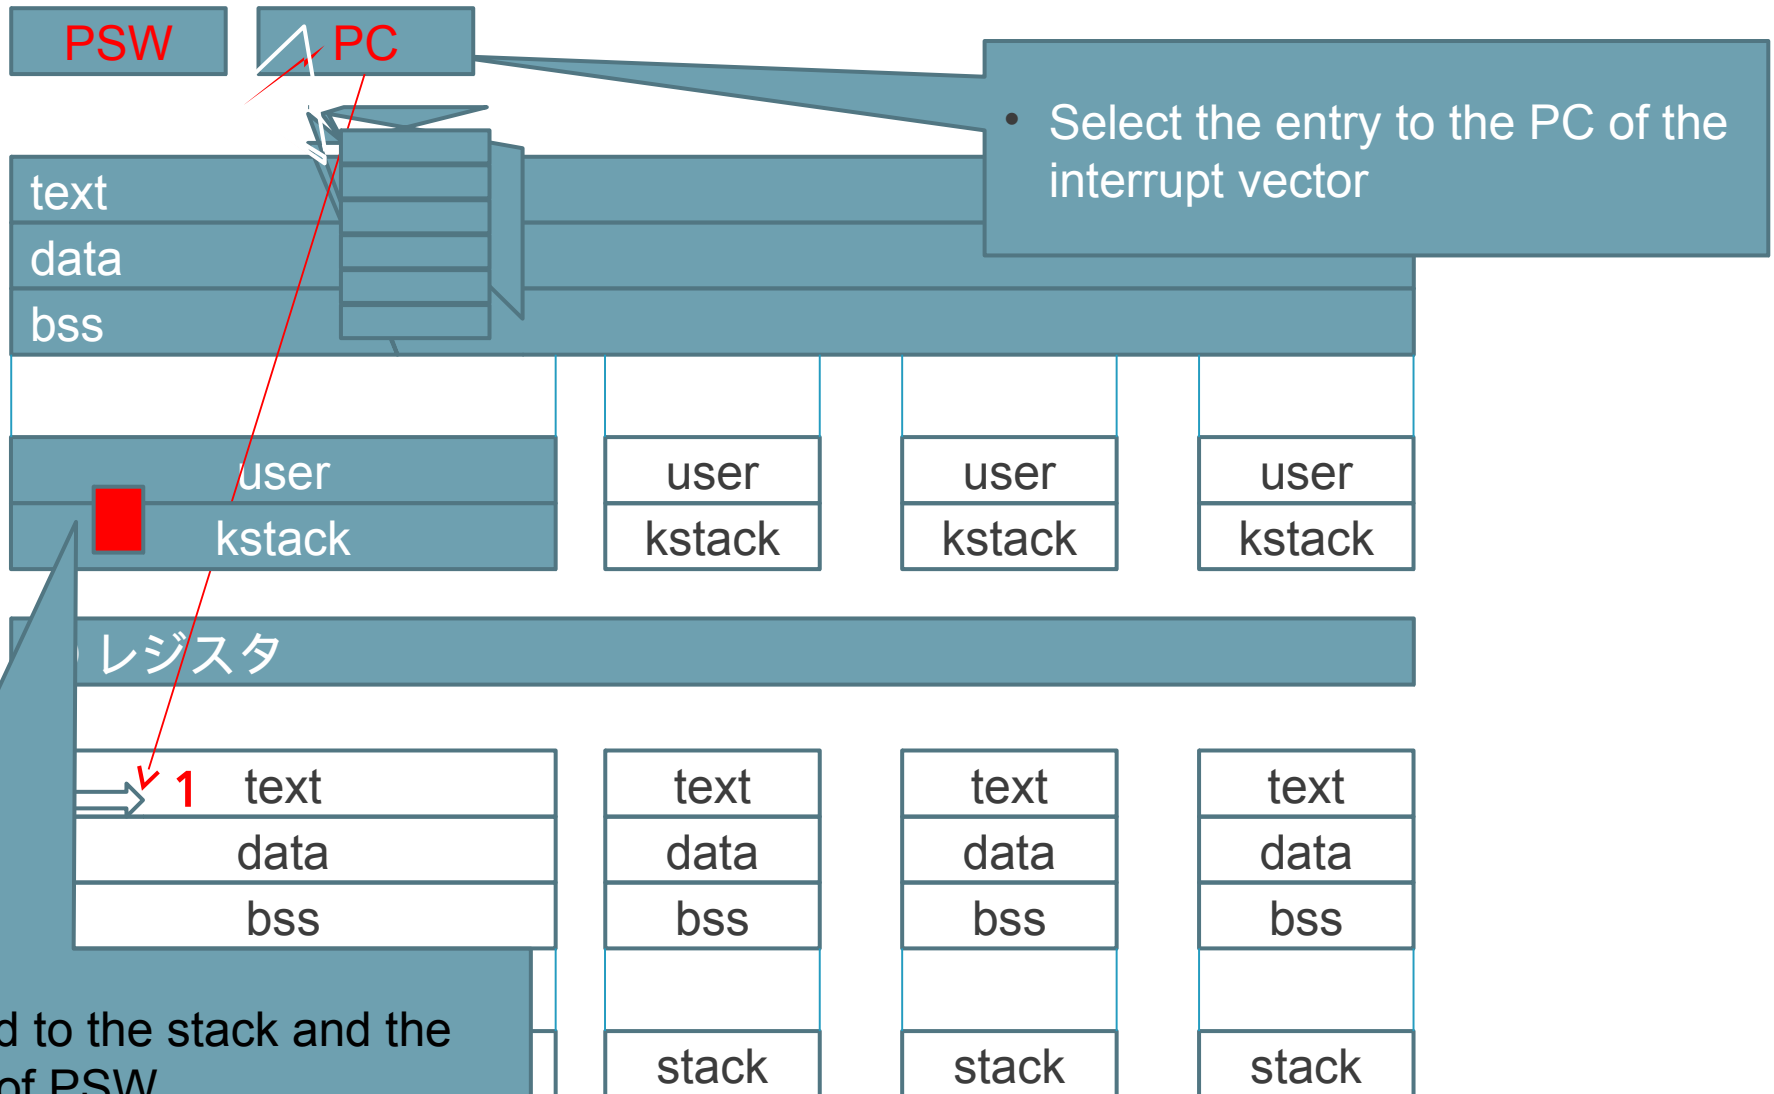 PSW PC
• Select the entry to the PC of the
interrupt vector
text
data
bss
user user user user
kstack kstack kstack kstack
レジスタ
1 text text text text
data data data data
bss bss bss bss
to the stack and the
of PSW
stack stack stack